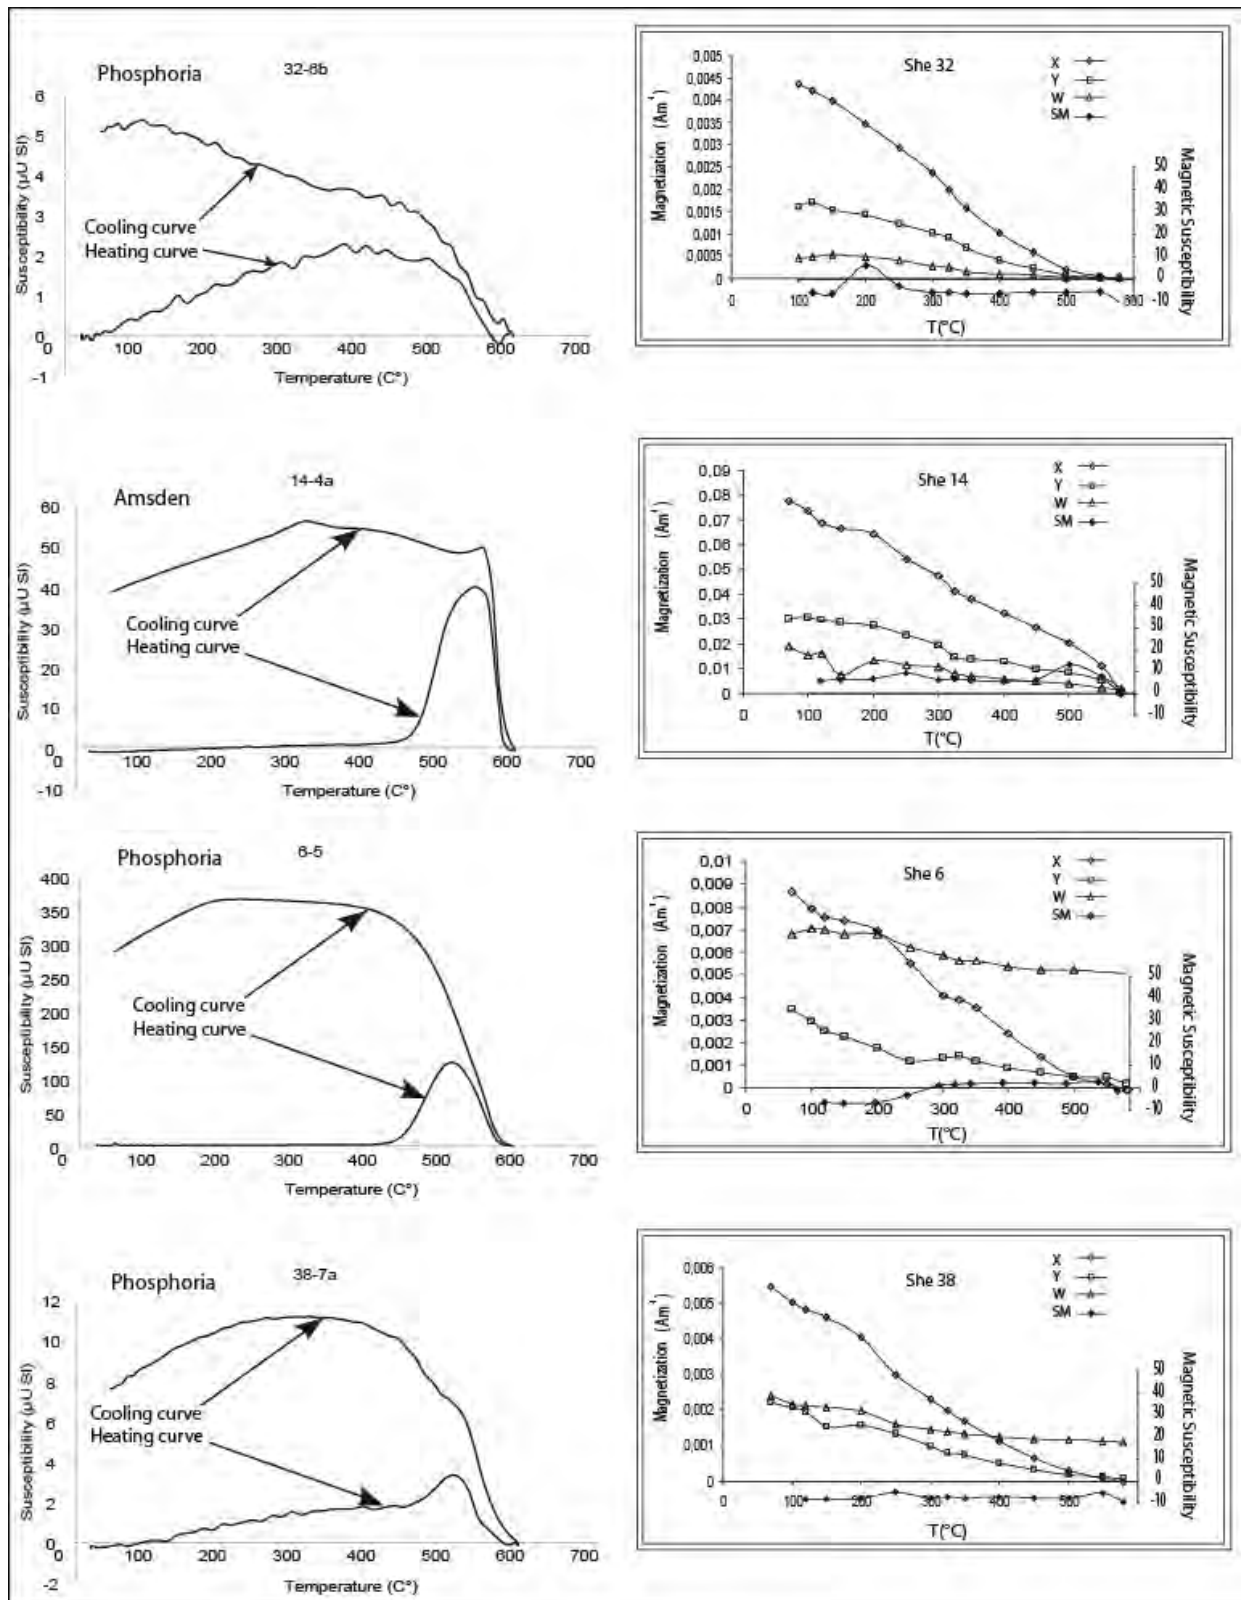 Phosphoria
32-6b
6
5
4
3
2
1
0
-1
Susceptibility (µU SI)
Cooling curve
Heating curve
100 200 300 400 500 600 700
Temperature (C°)
She 32
X
Y
W
SM
0,005
0,0045
0,004
0,0035
0,003
0,0025
0,002
0,0015
0,001
0,0005
0
Magnetization (Am¹)
0 100 200 300 400 500
T(°C)
50
40
30
20
10
0
-10
Magnetic Susceptibility
Amsden
14-4a
60
50
40
30
20
10
0
-10
Susceptibility (µU SI)
Cooling curve
Heating curve
0 100 200 300 400 500 600 700
Temperature (C°)
She 14
X
Y
W
SM
0,09
0,08
0,07
0,06
0,05
0,04
0,03
0,02
0,01
0
Magnetization (Am¹)
0 100 200 300 400 500
T(°C)
50
40
30
20
10
0
-10
Magnetic Susceptibility
Phosphoria
6-5
400
350
300
250
200
150
100
50
0
Susceptibility (µU SI)
Cooling curve
Heating curve
0 100 200 300 400 500 600 700
Temperature (C°)
She 6
X
Y
W
SM
0,01
0,009
0,008
0,007
0,006
0,005
0,004
0,003
0,002
0,001
0
Magnetization (Am¹)
0 100 200 300 400 500
T(°C)
50
40
30
20
10
0
-10
Magnetic Susceptibility
Phosphoria
38-7a
12
10
8
6
4
2
0
-2
Susceptibility (µU SI)
Cooling curve
Heating curve
0 100 200 300 400 500 600 700
Temperature (C°)
She 38
X
Y
W
SM
0,006
0,005
0,004
0,003
0,002
0,001
0
Magnetization (Am¹)
0 100 200 300 400
T(°C)
50
40
30
20
10
0
-10
Magnetic Susceptibility